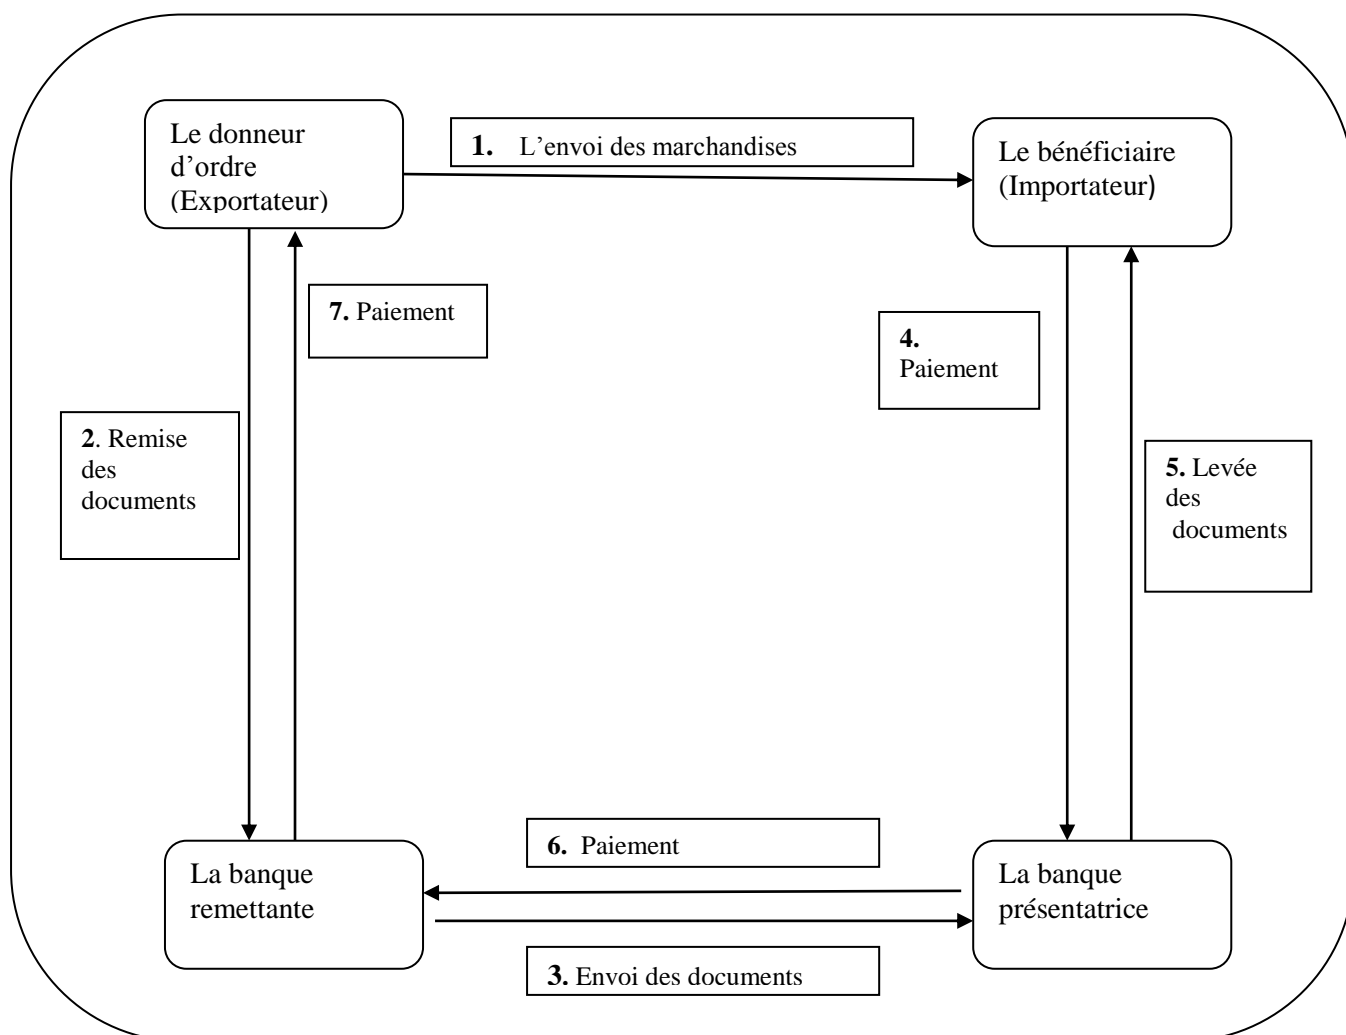 Le donneur
d’ordre
(Exportateur)
1. L’envoi des marchandises
Le bénéficiaire
(Importateur)
7. Paiement
4.
Paiement
2. Remise
des
documents
5. Levée
des
documents
6. Paiement
La banque
remettante
La banque
présentatrice
3. Envoi des documents